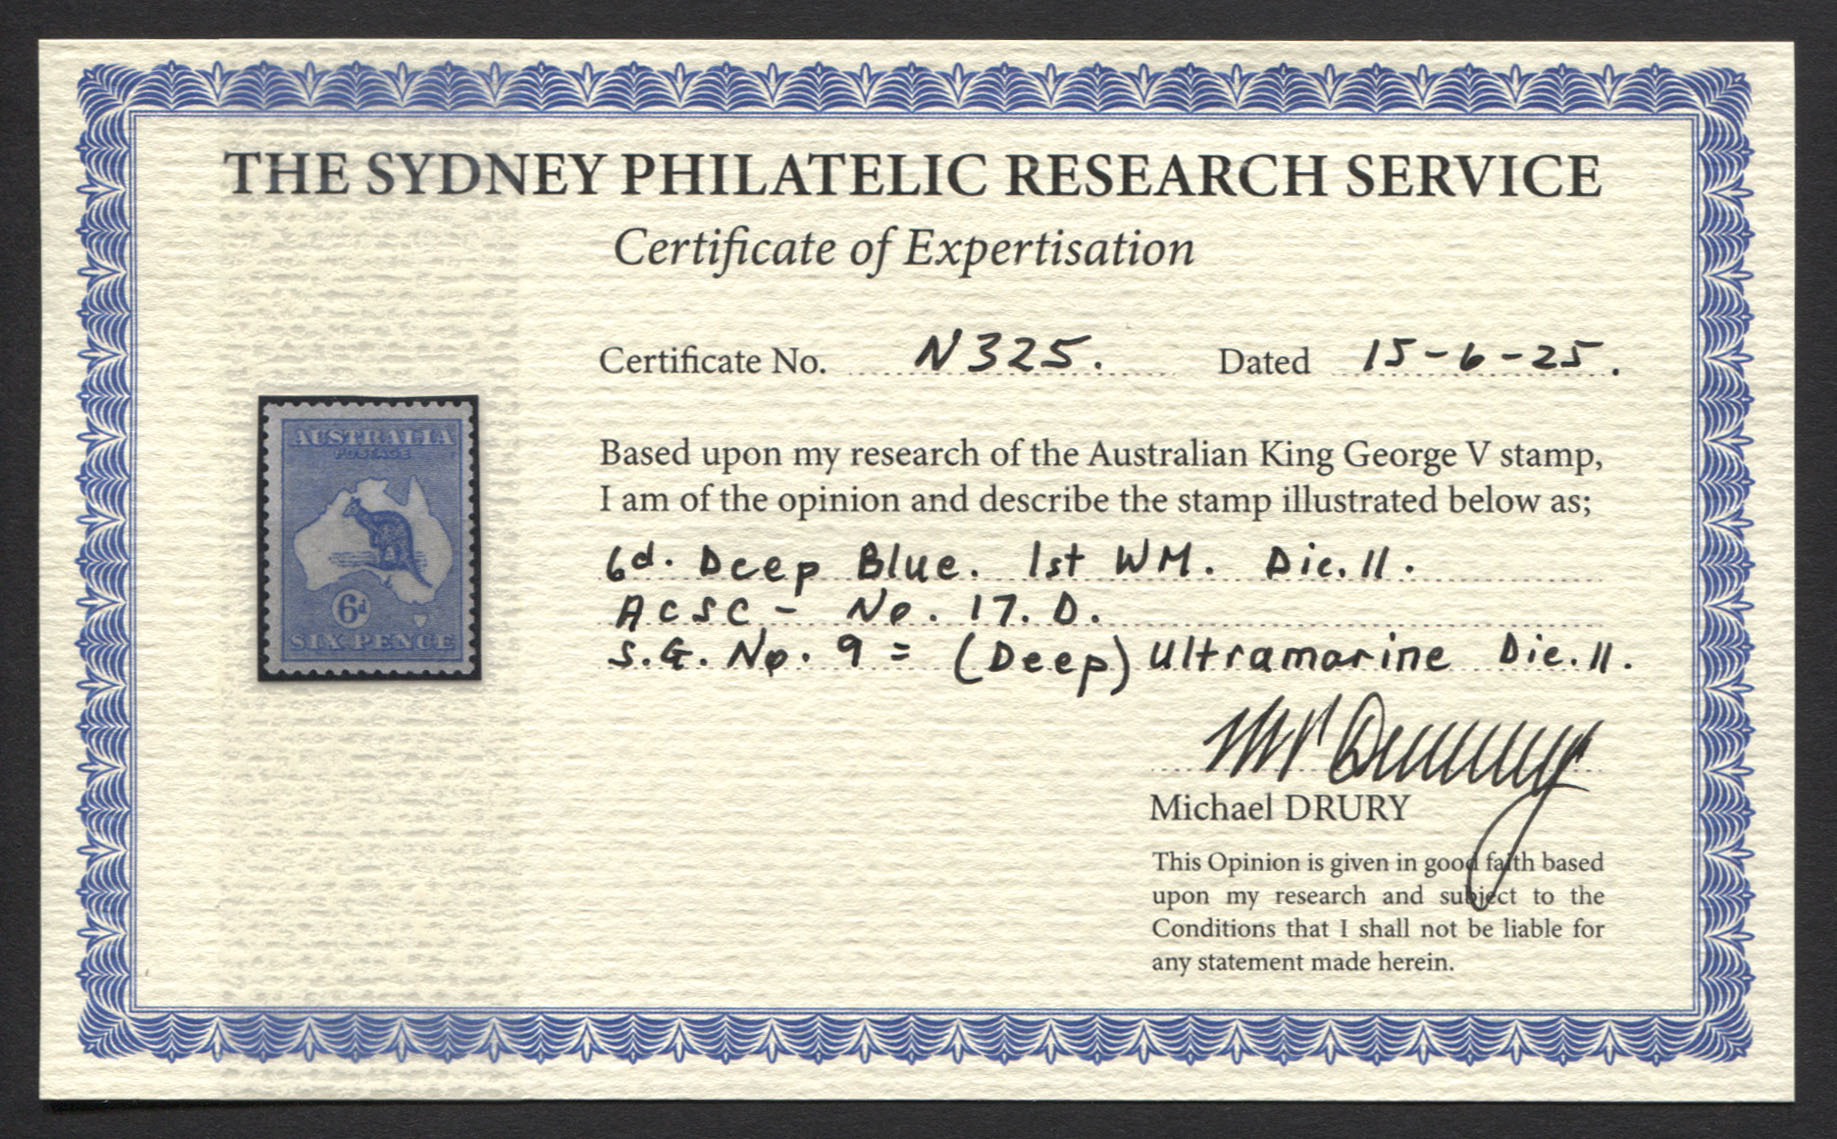 THE SYDNEY PHILATELIC RESEARCH SERVICE
Certificate of Expertisation
Certificate No. N325. Dated 15-6-25.
AUSTRALIA
POSTAGE
6d
SIX PENCE
Based upon my research of the Australian King George V stamp,
I am of the opinion and describe the stamp illustrated below as;
6d. Deep Blue. 1st WM. Die.11.
ACSC - No. 17. D.
S.G. No. 9 = (Deep) Ultramarine Die.11.
Michael DRURY
This Opinion is given in good faith based
upon my research and subject to the
Conditions that I shall not be liable for
any statement made herein.